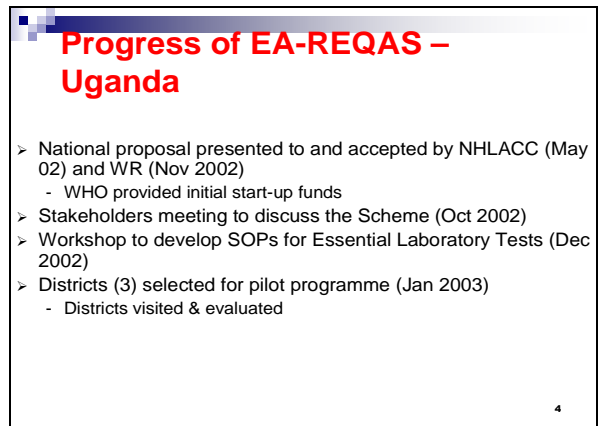 Progress of EA-REQAS –
Uganda
➢ National proposal presented to and accepted by NHLACC (May
02) and WR (Nov 2002)
- WHO provided initial start-up funds
➢ Stakeholders meeting to discuss the Scheme (Oct 2002)
➢ Workshop to develop SOPs for Essential Laboratory Tests (Dec
2002)
➢ Districts (3) selected for pilot programme (Jan 2003)
- Districts visited & evaluated
4